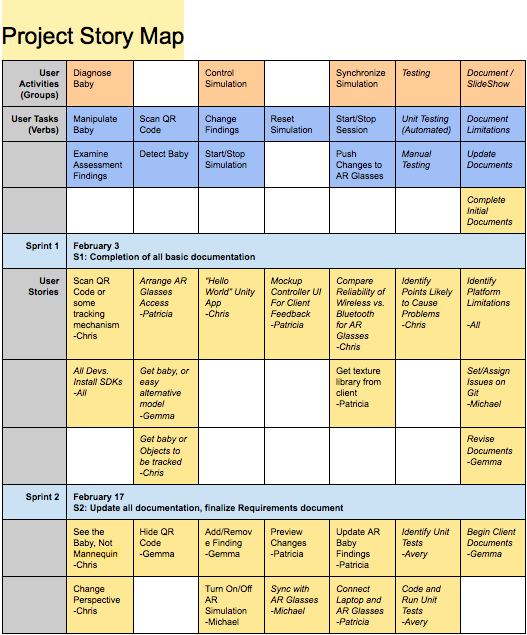 Project Story Map
User Activities (Groups)
Diagnose Baby
Control Simulation
Synchronize Simulation
Testing
Document / SlideShow
User Tasks (Verbs)
Manipulate Baby
Scan QR Code
Change Findings
Reset Simulation
Start/Stop Session
Unit Testing (Automated)
Document Limitations
Examine Assessment Findings
Detect Baby
Start/Stop Simulation
Push Changes to AR Glasses
Manual Testing
Update Documents
Complete Initial Documents
Sprint 1
February 3
S1: Completion of all basic documentation
User Stories
Scan QR Code or some tracking mechanism -Chris
Arrange AR Glasses Access -Patricia
"Hello World" Unity App -Chris
Mockup Controller UI For Client Feedback -Patricia
Compare Reliability of Wireless vs. Bluetooth for AR Glasses -Chris
Identify Points Likely to Cause Problems -Chris
Identify Platform Limitations -All
All Devs. Install SDKs -All
Get baby, or easy alternative model -Gemma
Get texture library from client -Patricia
Set/Assign Issues on Git -Michael
Get baby or Objects to be tracked -Chris
Revise Documents -Gemma
Sprint 2
February 17
S2: Update all documentation, finalize Requirements document
See the Baby, Not Mannequin -Chris
Hide QR Code -Gemma
Add/Remov e Finding -Gemma
Preview Changes -Patricia
Update AR Baby Findings -Patricia
Identify Unit Tests -Avery
Begin Client Documents -Gemma
Change Perspective -Chris
Turn On/Off AR Simulation -Michael
Sync with AR Glasses -Michael
Connect Laptop and AR Glasses -Patricia
Code and Run Unit Tests -Avery